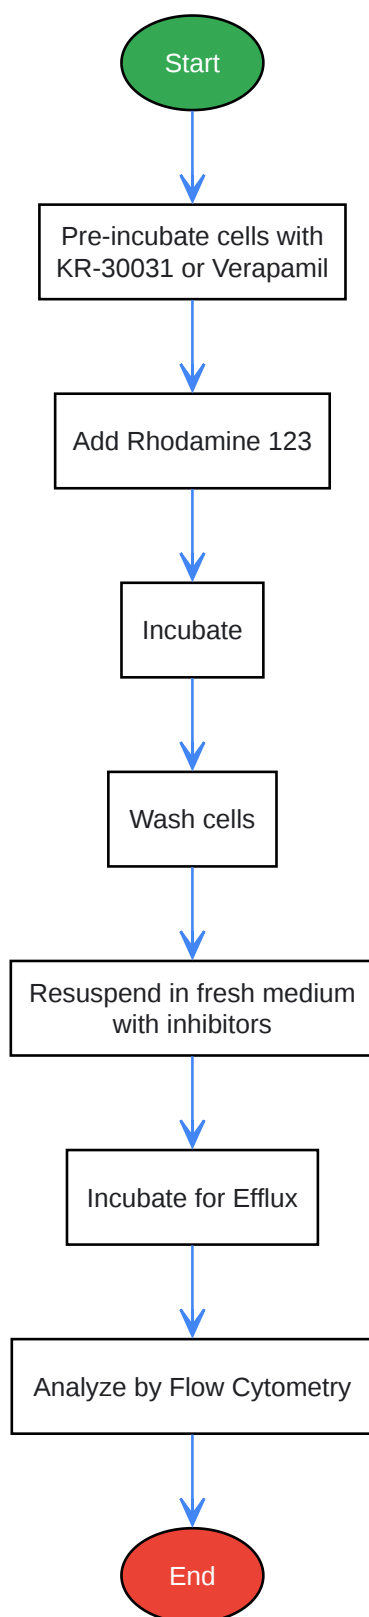 Start
Pre-incubate cells with
KR-30031 or Verapamil
Add Rhodamine 123
Incubate
Wash cells
Resuspend in fresh medium
with inhibitors
Incubate for Efflux
Analyze by Flow Cytometry
End